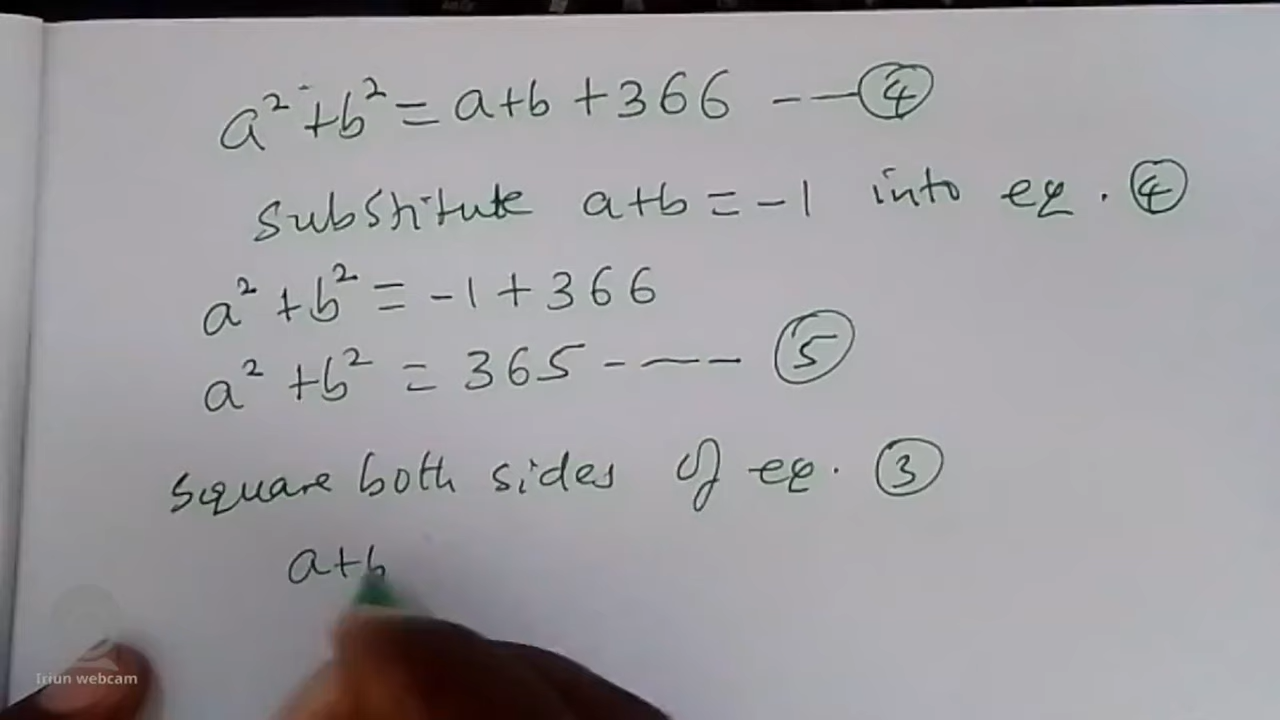 a² + b² = a+b + 366 --- ④
substitute a+b = -1 into eq. ④
a² + b² = -1 + 366
a² + b² = 365 ---- ⑤
square both sides of eq. ③
a+b
Iriun webcam